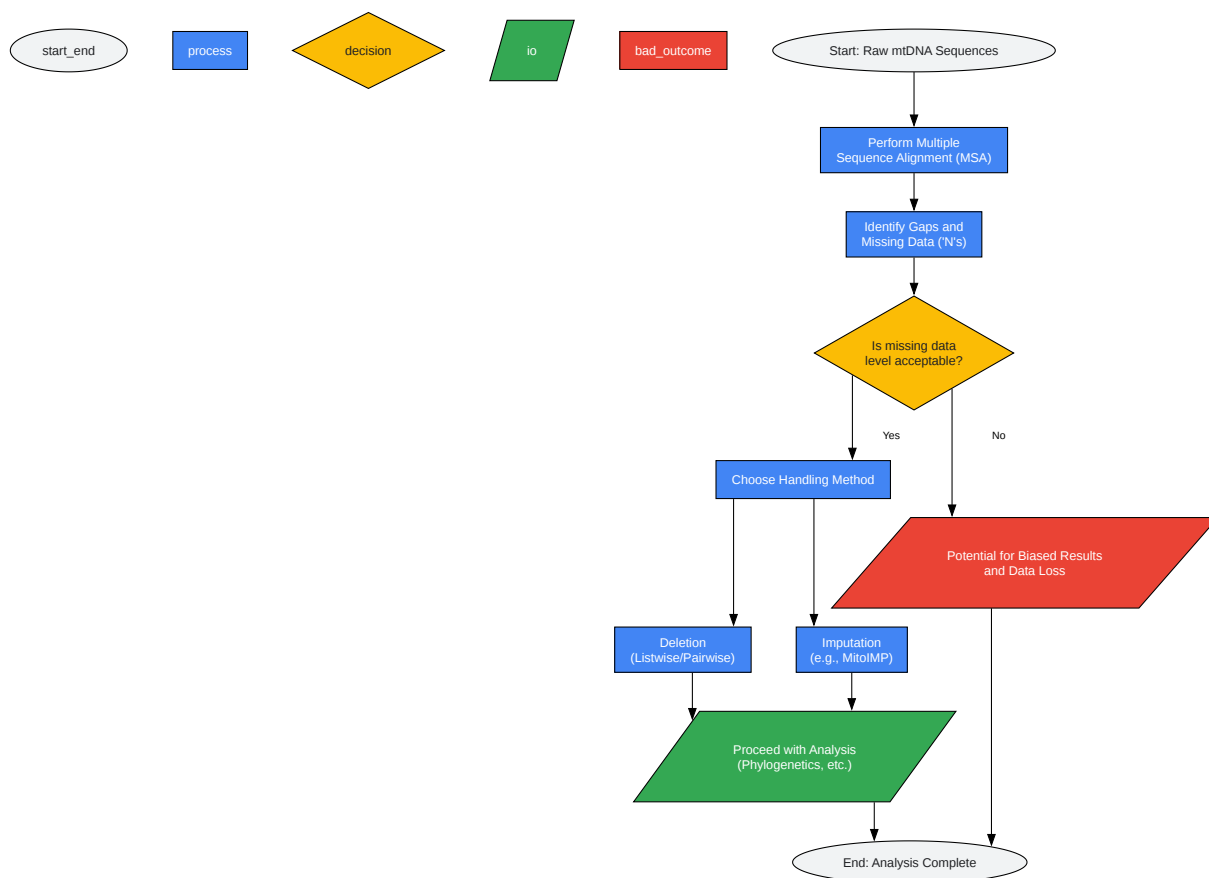 start_end
process
decision
io
bad_outcome
Start: Raw mtDNA Sequences
Perform Multiple
Sequence Alignment (MSA)
Identify Gaps and
Missing Data ('N's)
Is missing data
level acceptable?
Yes
No
Choose Handling Method
Potential for Biased Results
and Data Loss
Deletion
(Listwise/Pairwise)
Imputation
(e.g., MitoIMP)
Proceed with Analysis
(Phylogenetics, etc.)
End: Analysis Complete